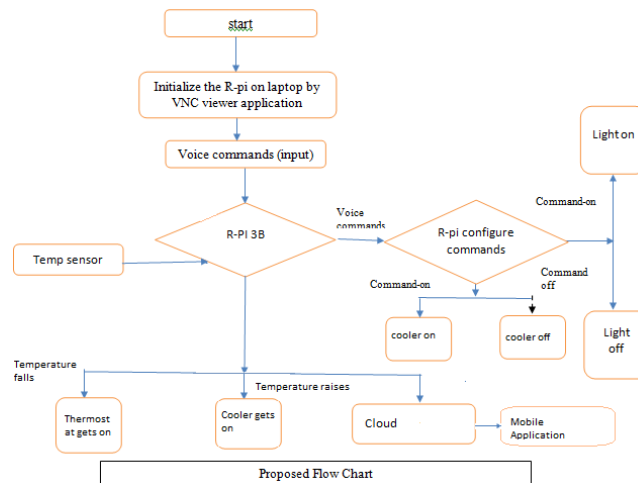 start
Initialize the R-pi on laptop by
VNC viewer application
Voice commands (input)
R-PI 3B
Voice
commands
R-pi configure
commands
Command-on
Light on
Temp sensor
Command-on
Command
off
cooler on
cooler off
Light
off
Temperature
falls
Temperature raises
Thermost
at gets on
Cooler gets
on
Cloud
Mobile
Application
Proposed Flow Chart